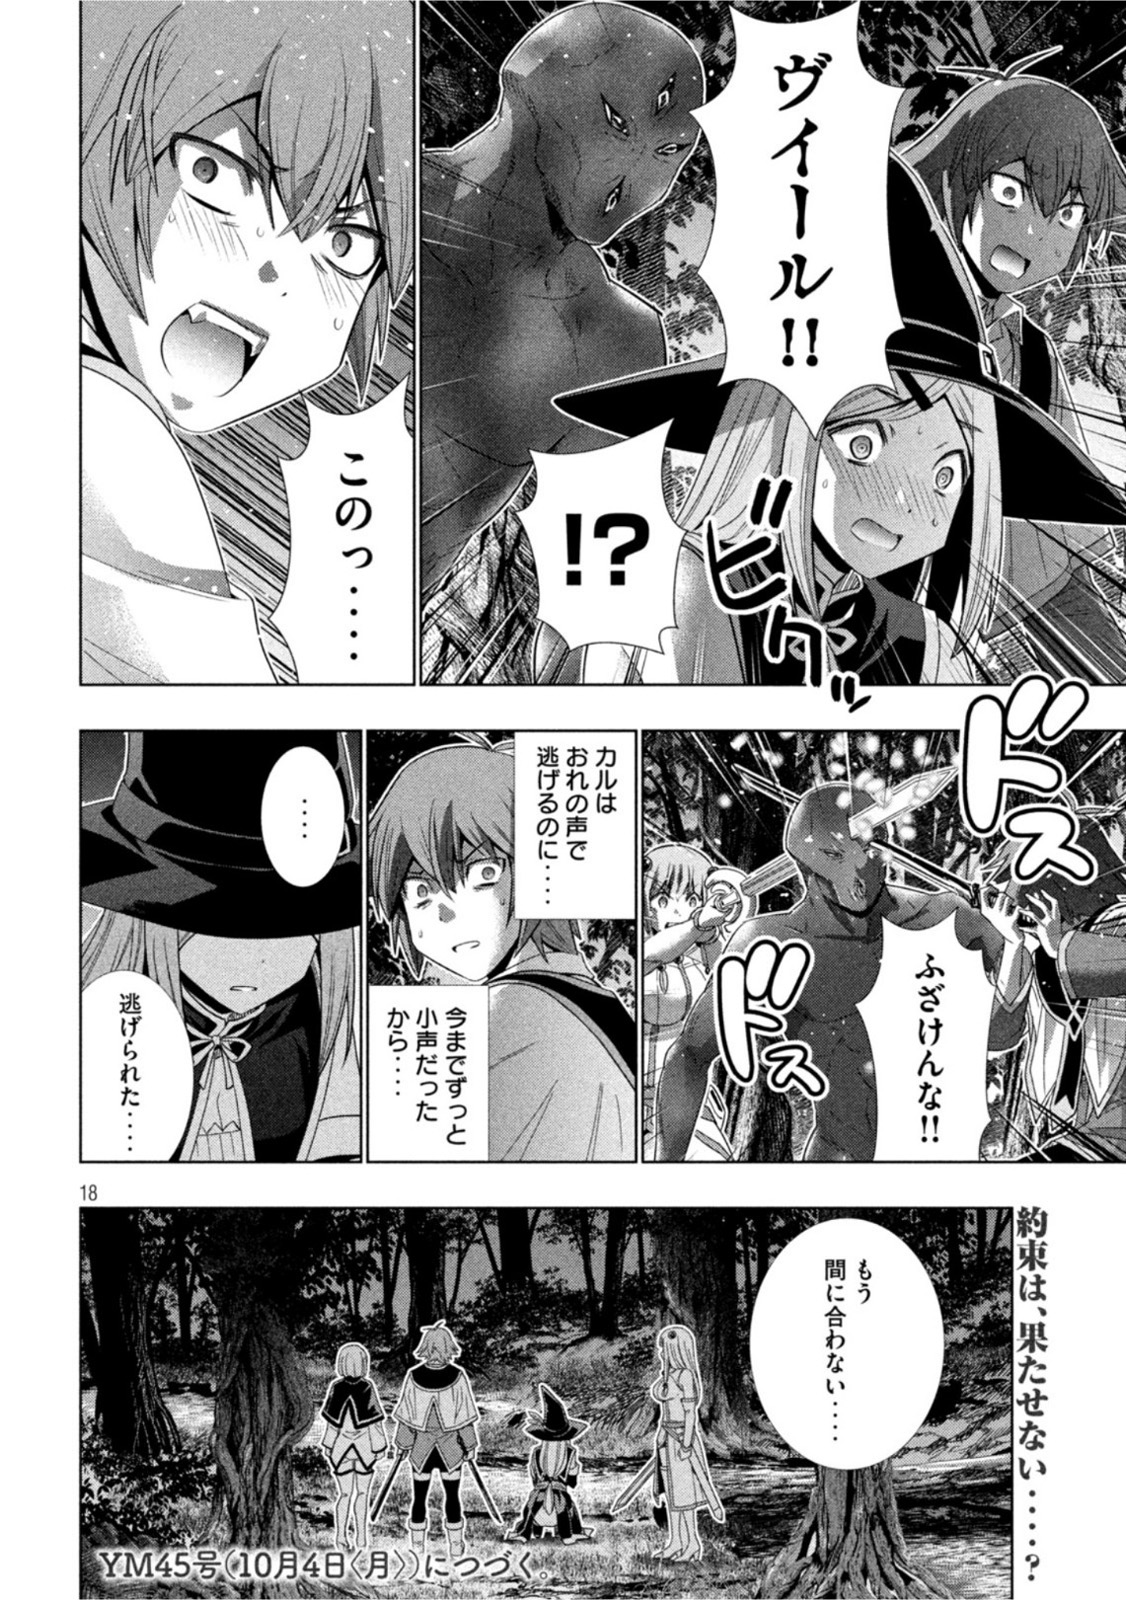 ヴィール!!
!?
ビクッ
このっ‥‥
ドスッ
ドスッ
ふざけんな!!
カルは
おれの声で
逃げるのに‥‥
今までずっと
小声だった
から‥‥
‥‥
逃げられた‥‥
18
もう
間に合わない‥‥
約束は、果たせない‥‥‥?
YM45号(10月4日〈月〉)につづく。